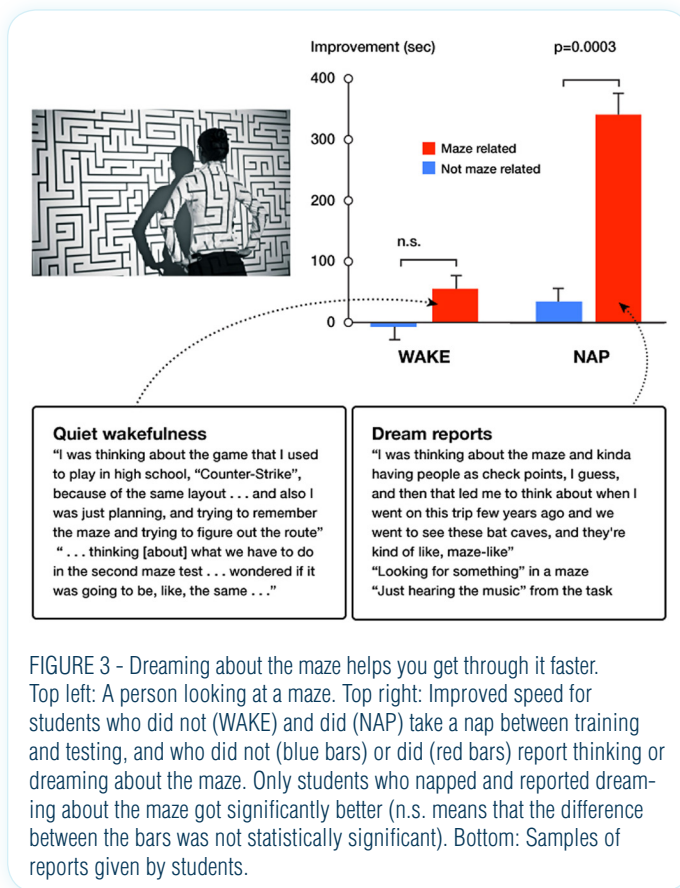 Improvement (sec)
p=0.0003
400
300
200
100
0
Maze related
Not maze related
n.s.
WAKE
NAP
Quiet wakefulness
“I was thinking about the game that I used
to play in high school, “Counter-Strike”,
because of the same layout . . . and also I
was just planning, and trying to remember
the maze and trying to figure out the route”
“ . . . thinking [about] what we have to do
in the second maze test . . . wondered if it
was going to be, like, the same . . .”
Dream reports
“I was thinking about the maze and kinda
having people as check points, I guess,
and then that led me to think about when I
went on this trip few years ago and we
went to see these bat caves, and they're
kind of like, maze-like”
“Looking for something” in a maze
“Just hearing the music” from the task
FIGURE 3 - Dreaming about the maze helps you get through it faster.
Top left: A person looking at a maze. Top right: Improved speed for
students who did not (WAKE) and did (NAP) take a nap between training
and testing, and who did not (blue bars) or did (red bars) report thinking or
dreaming about the maze. Only students who napped and reported dream-
ing about the maze got significantly better (n.s. means that the difference
between the bars was not statistically significant). Bottom: Samples of
reports given by students.